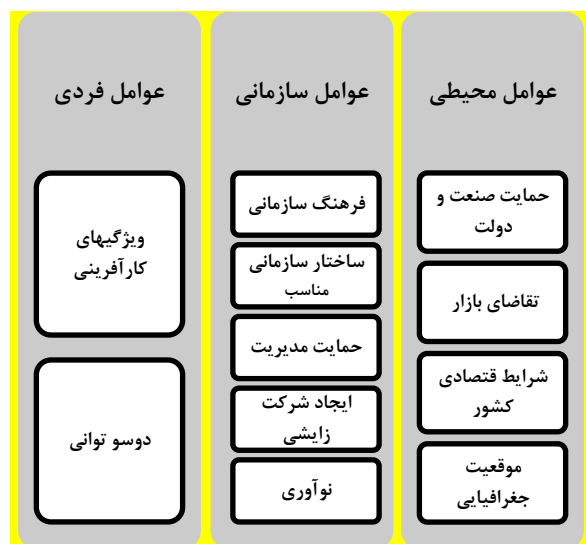 عوامل محیطی
حمایت صنعت و
دولت
تقاضای بازار
شرایط قتصادی
کشور
موقعیت
جغرافیایی
عوامل سازمانی
فرهنگ سازمانی
ساختار سازمانی
مناسب
حمایت مدیریت
ایجاد شرکت
زایشی
نوآوری
عوامل فردی
ویژگیهای
کارآفرینی
دوسو توانی